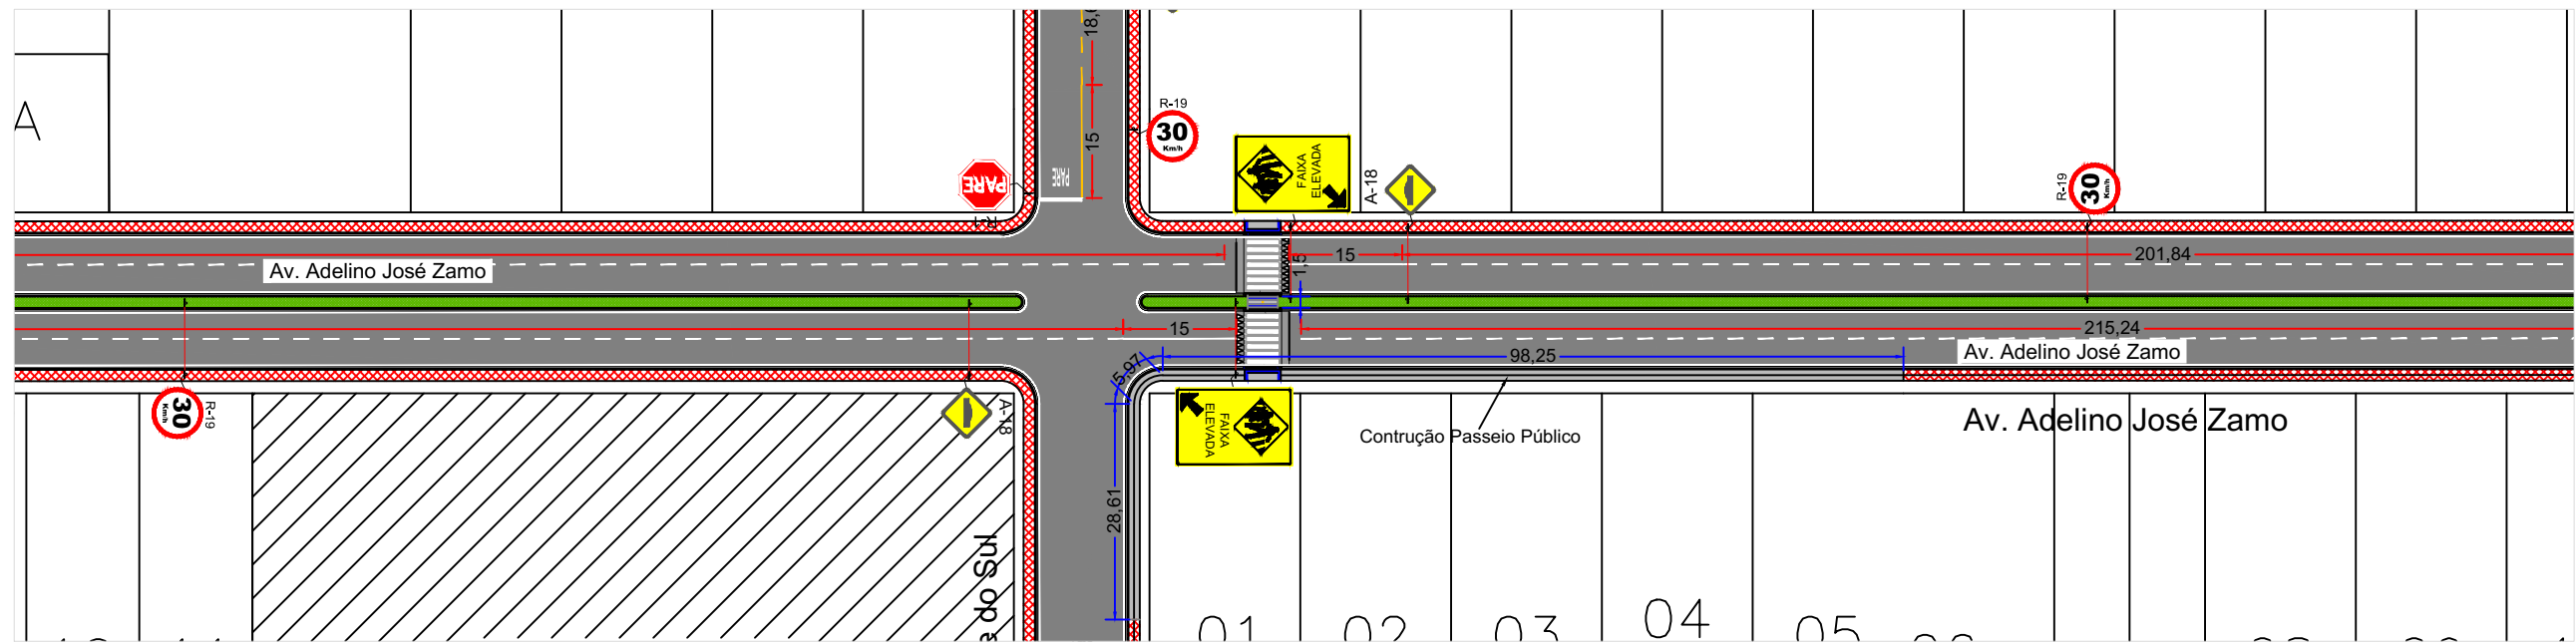 18,6
A
R-19
30
Km/h
15
PARE
PARE
R-1
FAIXA
ELEVADA
A-18
R-19
30
Km/h
Av. Adelino José Zamo
1,5
15
201,84
15
215,24
98,25
Av. Adelino José Zamo
5,97
30
Km/h
R-19
A-18
FAIXA
ELEVADA
Contrução Passeio Público
Av. Adelino José Zamo
28,61
do Sul
01
02
03
04
05